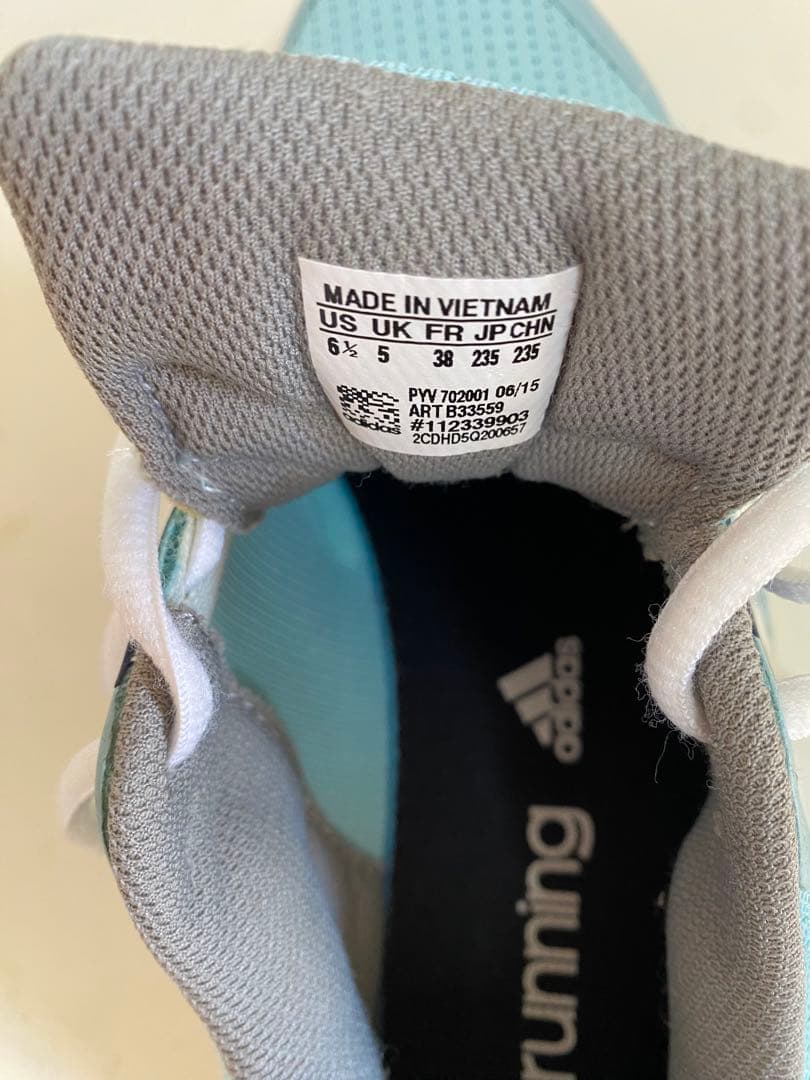 MADE IN VIETNAM
US UK FR JP CHN
6½ 5 38 235 235
PYV 702001 06/15
ART B33559
#112339903
2CDHD5Q200657
adidas
adidas
running